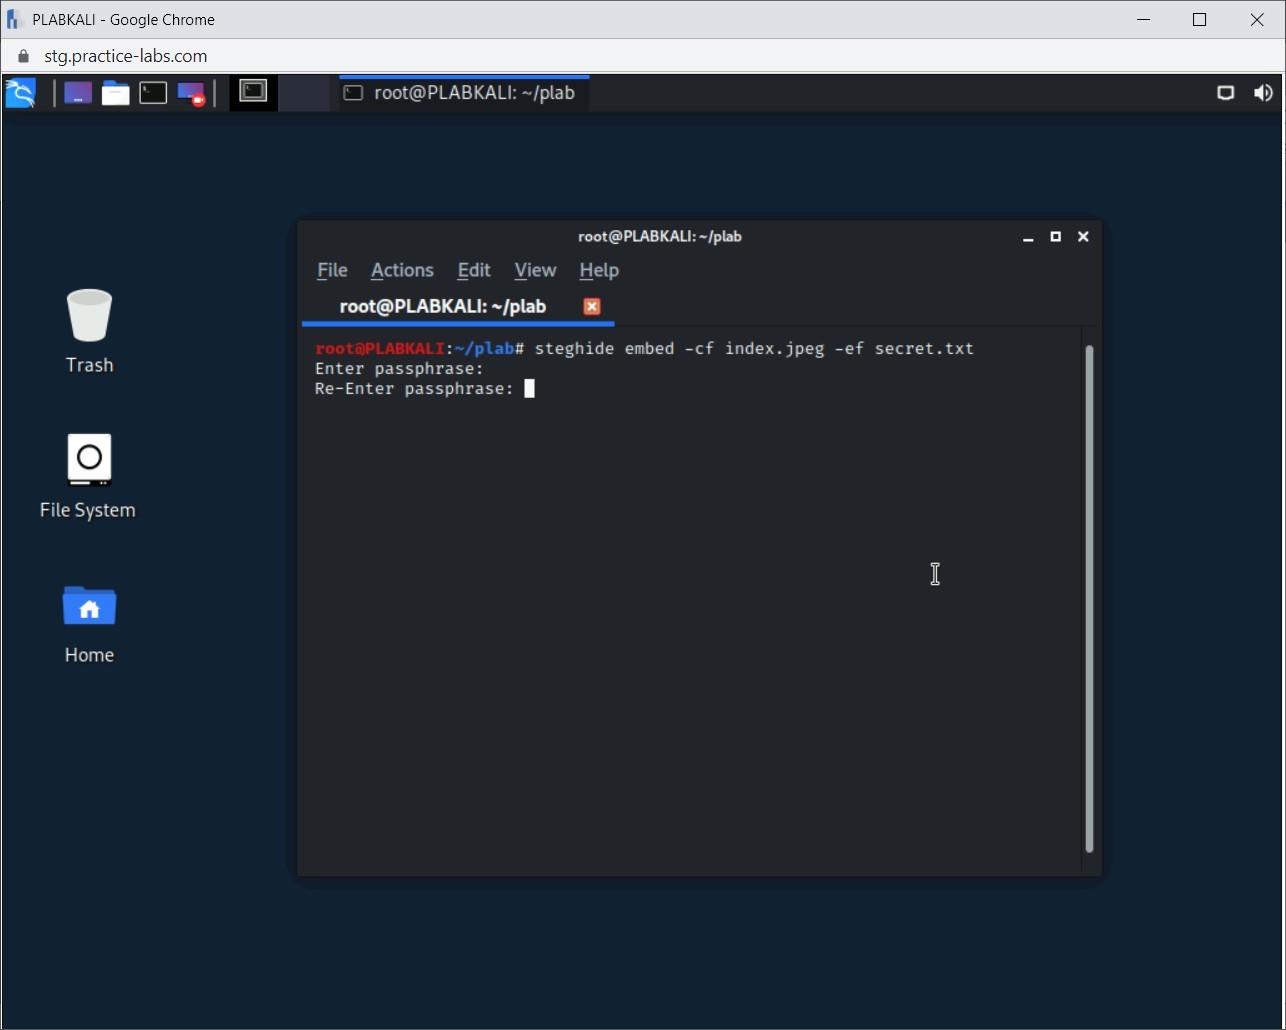 PLABKALI - Google Chrome
stg.practice-labs.com
root@PLABKALI: ~/plab
root@PLABKALI: ~/plab
File Actions Edit View Help
root@PLABKALI: ~/plab
root@PLABKALI:~/plab# steghide embed -cf index.jpeg -ef secret.txt
Enter passphrase:
Re-Enter passphrase:
Trash
File System
Home